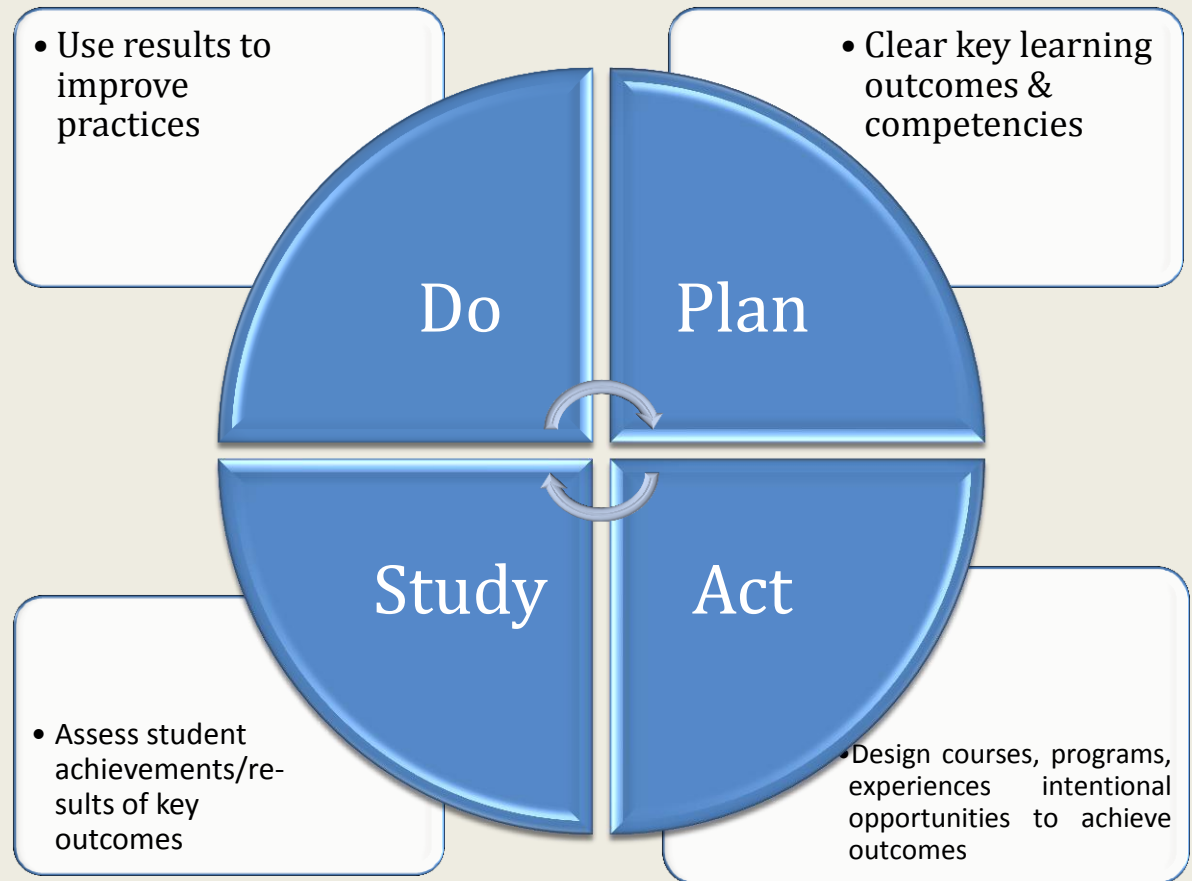 • Use results to
improve
practices
• Clear key learning
outcomes &
competencies
Do
Plan
Study
Act
• Assess student
achievements/re-
sults of key
outcomes
•Design courses, programs,
experiences intentional
opportunities to achieve
outcomes